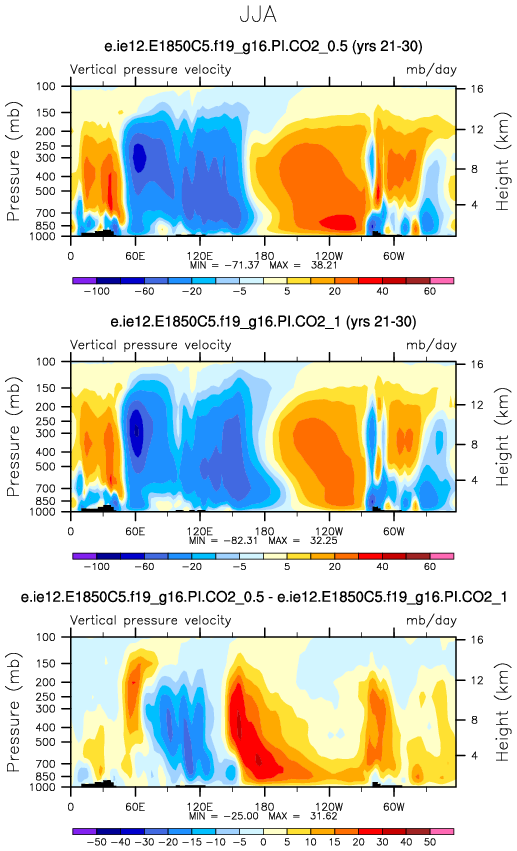 JJA
e.ie12.E1850C5.f19_g16.PI.CO2_0.5 (yrs 21-30)
Vertical pressure velocity mb/day
100 150 200 250 300 400 500 700 850 1000
Pressure (mb)
16 12 8 4
Height (km)
0 60E 120E 180 120W 60W
MIN = -71.37 MAX = 38.21
-100 -60 -20 -5 5 20 40 60
e.ie12.E1850C5.f19_g16.PI.CO2_1 (yrs 21-30)
Vertical pressure velocity mb/day
100 150 200 250 300 400 500 700 850 1000
Pressure (mb)
16 12 8 4
Height (km)
0 60E 120E 180 120W 60W
MIN = -82.31 MAX = 32.25
-100 -60 -20 -5 5 20 40 60
e.ie12.E1850C5.f19_g16.PI.CO2_0.5 - e.ie12.E1850C5.f19_g16.PI.CO2_1
Vertical pressure velocity mb/day
100 150 200 250 300 400 500 700 850 1000
Pressure (mb)
16 12 8 4
Height (km)
0 60E 120E 180 120W 60W
MIN = -25.00 MAX = 31.62
-50 -40 -30 -20 -15 -10 -5 0 5 10 15 20 30 40 50